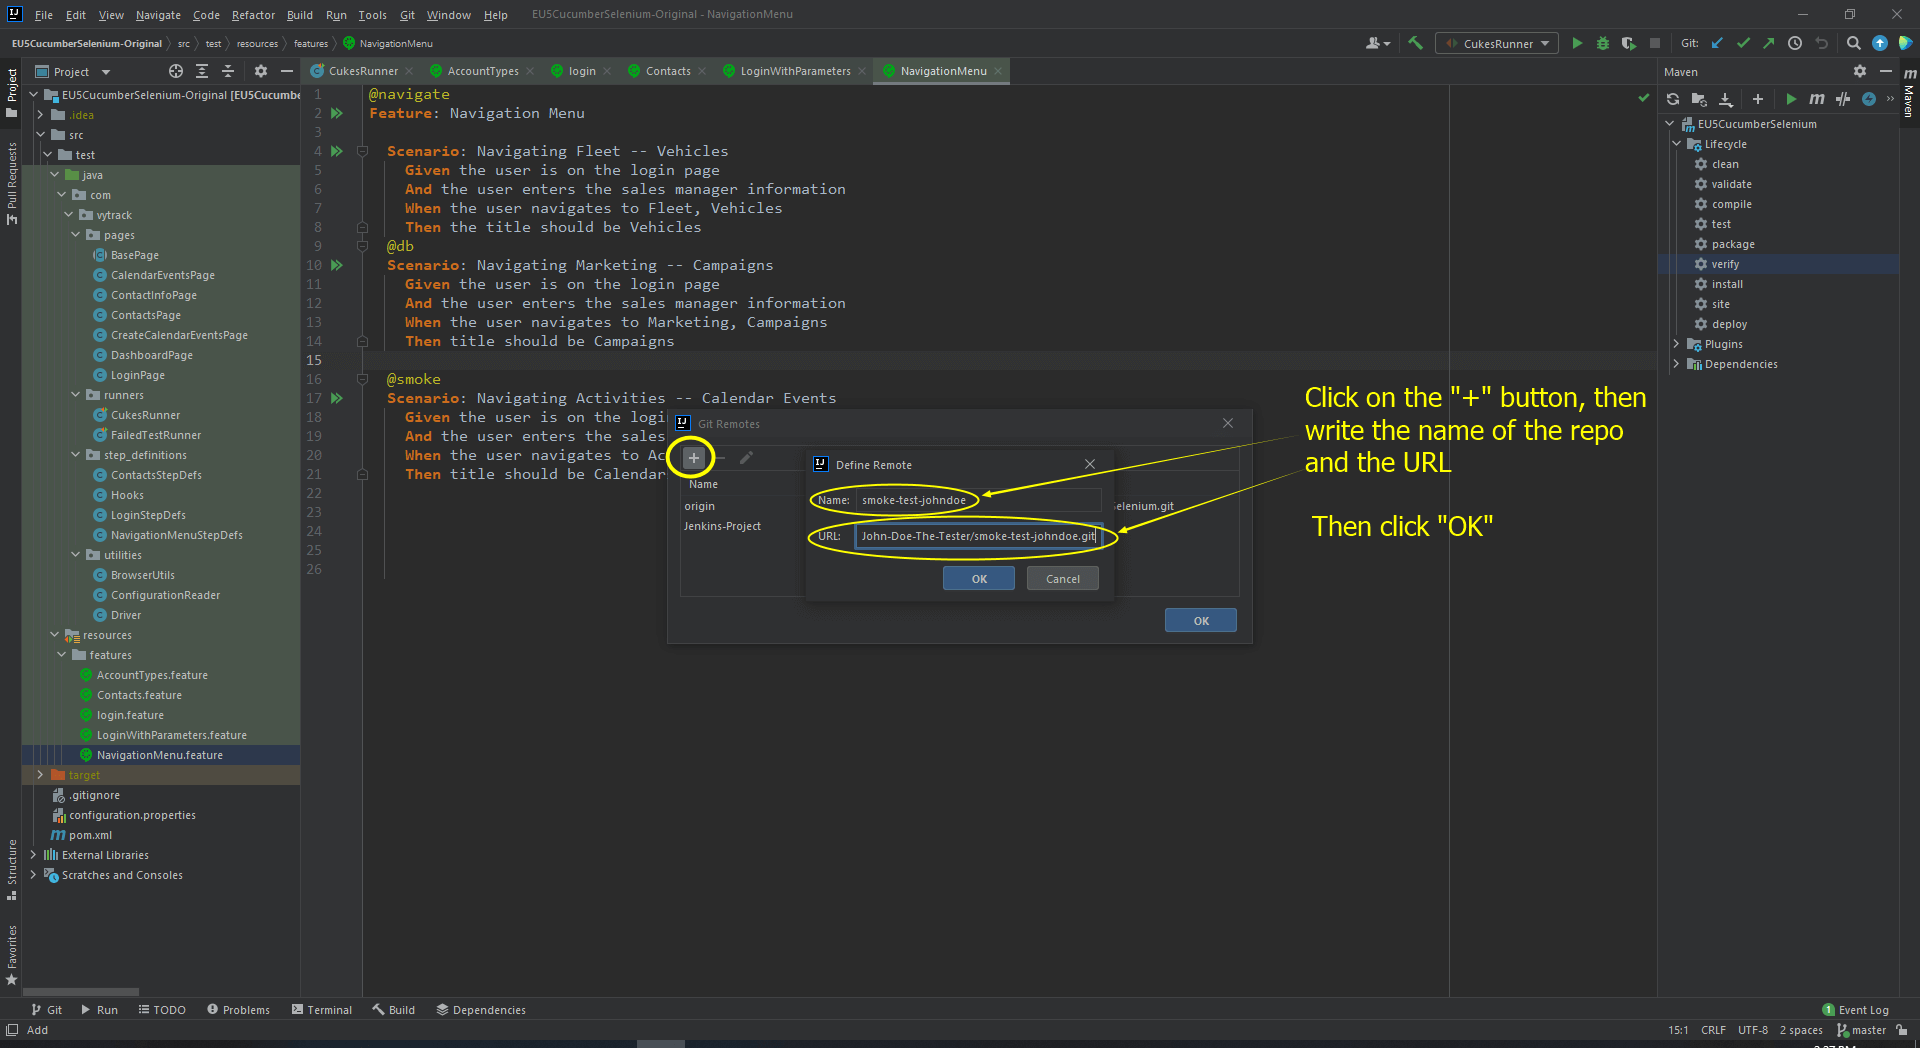 File Edit View Navigate Code Refactor Build Run Tools Git Window Help EU5CucumberSelenium-Original - NavigationMenu
EU5CucumberSelenium-Original src test resources features NavigationMenu
CukesRunner Git:
Project
CukesRunner AccountTypes login Contacts LoginWithParameters NavigationMenu
Maven
Project
Pull Requests
Structure
Favorites
EU5CucumberSelenium-Original [EU5Cucumbe
.idea
src
test
java
com
vytrack
pages
BasePage
CalendarEventsPage
ContactInfoPage
ContactsPage
CreateCalendarEventsPage
DashboardPage
LoginPage
runners
CukesRunner
FailedTestRunner
step_definitions
ContactsStepDefs
Hooks
LoginStepDefs
NavigationMenuStepDefs
utilities
BrowserUtils
ConfigurationReader
Driver
resources
features
AccountTypes.feature
Contacts.feature
login.feature
LoginWithParameters.feature
NavigationMenu.feature
target
.gitignore
configuration.properties
pom.xml
External Libraries
Scratches and Consoles
1 @navigate
2 Feature: Navigation Menu
3
4 Scenario: Navigating Fleet -- Vehicles
5 Given the user is on the login page
6 And the user enters the sales manager information
7 When the user navigates to Fleet, Vehicles
8 Then the title should be Vehicles
9 @db
10 Scenario: Navigating Marketing -- Campaigns
11 Given the user is on the login page
12 And the user enters the sales manager information
13 When the user navigates to Marketing, Campaigns
14 Then title should be Campaigns
15
16 @smoke
17 Scenario: Navigating Activities -- Calendar Events
18 Given the user is on the logi
19 And the user enters the sales
20 When the user navigates to Ac
21 Then title should be Calendar
22
23
24
25
26
Git Remotes
Name
origin
elenium.git
Jenkins-Project
OK
Define Remote
Name: smoke-test-johndoe
URL: John-Doe-The-Tester/smoke-test-johndoe.git
OK Cancel
Click on the "+" button, then
write the name of the repo
and the URL
Then click "OK"
EU5CucumberSelenium
Lifecycle
clean
validate
compile
test
package
verify
install
site
deploy
Plugins
Dependencies
Maven
Git Run TODO Problems Terminal Build Dependencies 1 Event Log
Add 15:1 CRLF UTF-8 2 spaces master